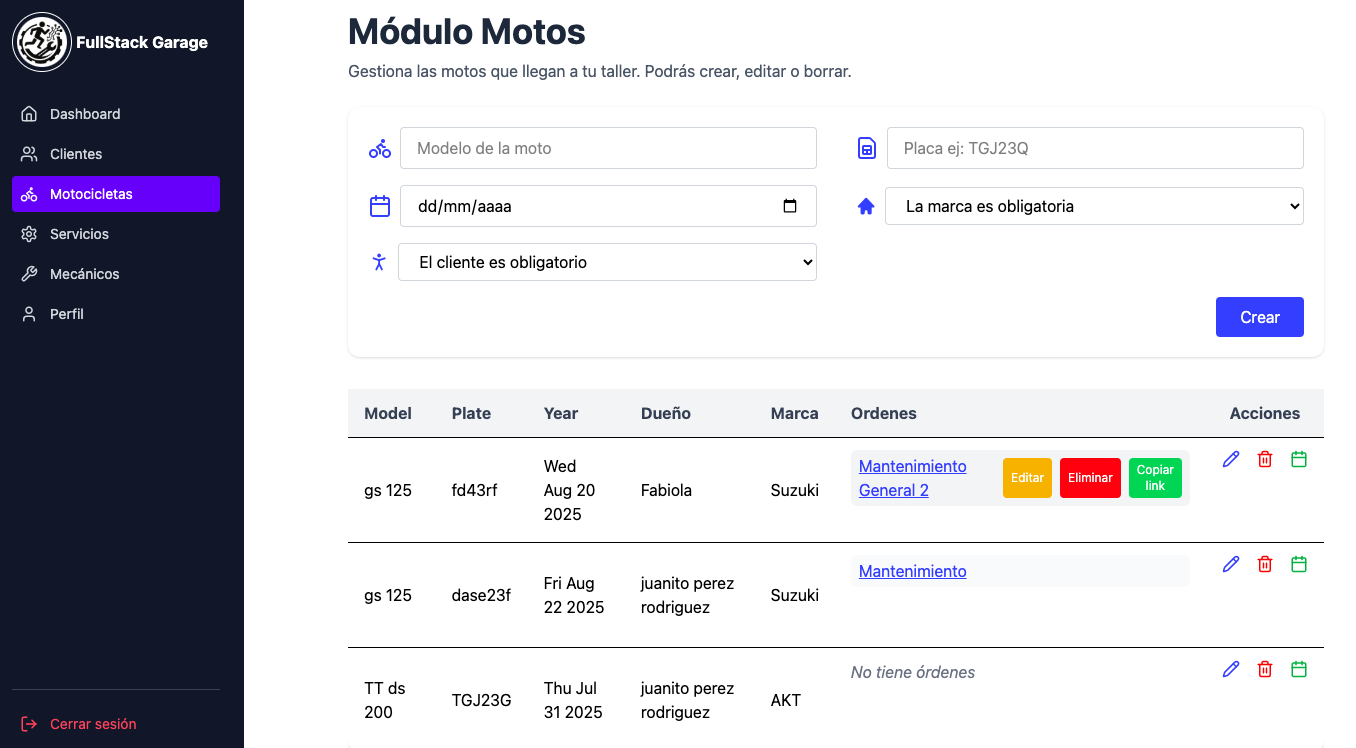 FullStack Garage
Dashboard
Clientes
Motocicletas
Servicios
Mecánicos
Perfil
Cerrar sesión
Módulo Motos
Gestiona las motos que llegan a tu taller. Podrás crear, editar o borrar.
Modelo de la moto
Placa ej: TGJ23Q
dd/mm/aaaa
La marca es obligatoria
El cliente es obligatorio
Crear
Model Plate Year Dueño Marca Ordenes Acciones
gs 125
fd43rf
Wed
Aug 20
2025
Fabiola
Suzuki
Mantenimiento
General 2
Editar
Eliminar
Copiar
link
gs 125
dase23f
Fri Aug
22 2025
juanito perez
rodriguez
Suzuki
Mantenimiento
TT ds
200
TGJ23G
Thu Jul
31 2025
juanito perez
rodriguez
AKT
No tiene órdenes